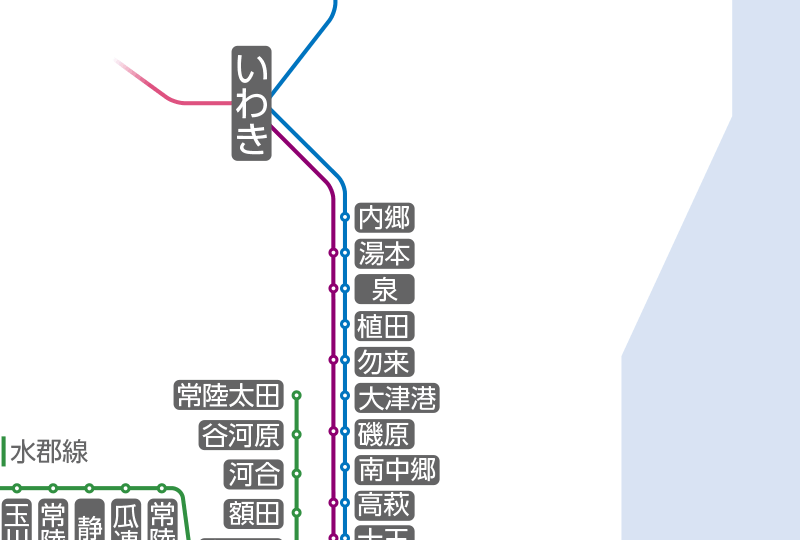 いわき
内郷
湯本
泉
植田
勿来
大津港
磯原
南中郷
高萩
常陸太田
谷河原
河合
額田
水郡線
静